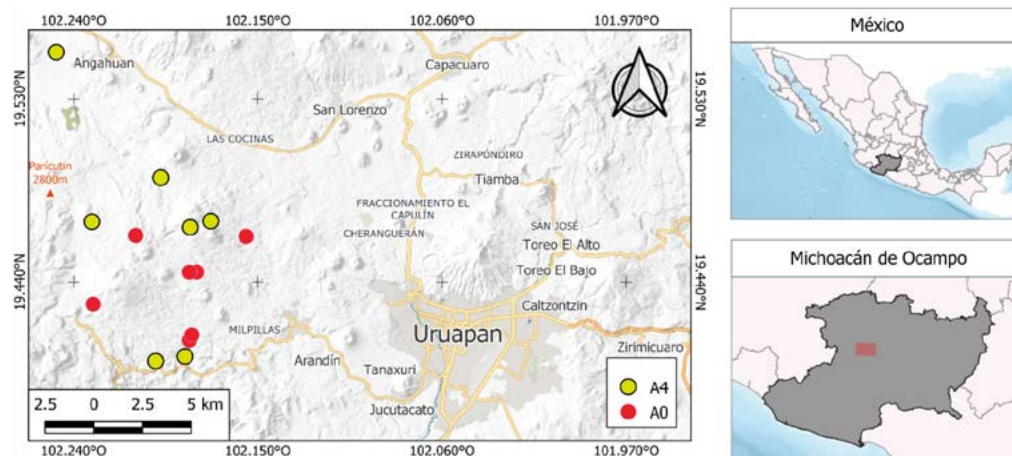 102.240°O 102.150°O 102.060°O 101.970°O
México
Angahuan
Capacuaro
19.530°N
19.530°N
San Lorenzo
LAS COCINAS
ZIRAPÓNDIRO
Paricutin
2800m
Tiamba
FRACCIONAMIENTO EL
CAPULÍN
CHERANGUERÁN
SAN JOSÉ
Toreo El Alto
Toreo El Bajo
19.440°N
19.440°N
Michoacán de Ocampo
Caltzontzin
MILPILLAS
Uruapan
Arandín
Zirimicuaro
Tanaxuri
Jucutacato
A4
A0
2.5 0 2.5 5 km
102.240°O 102.150°O 102.060°O 101.970°O